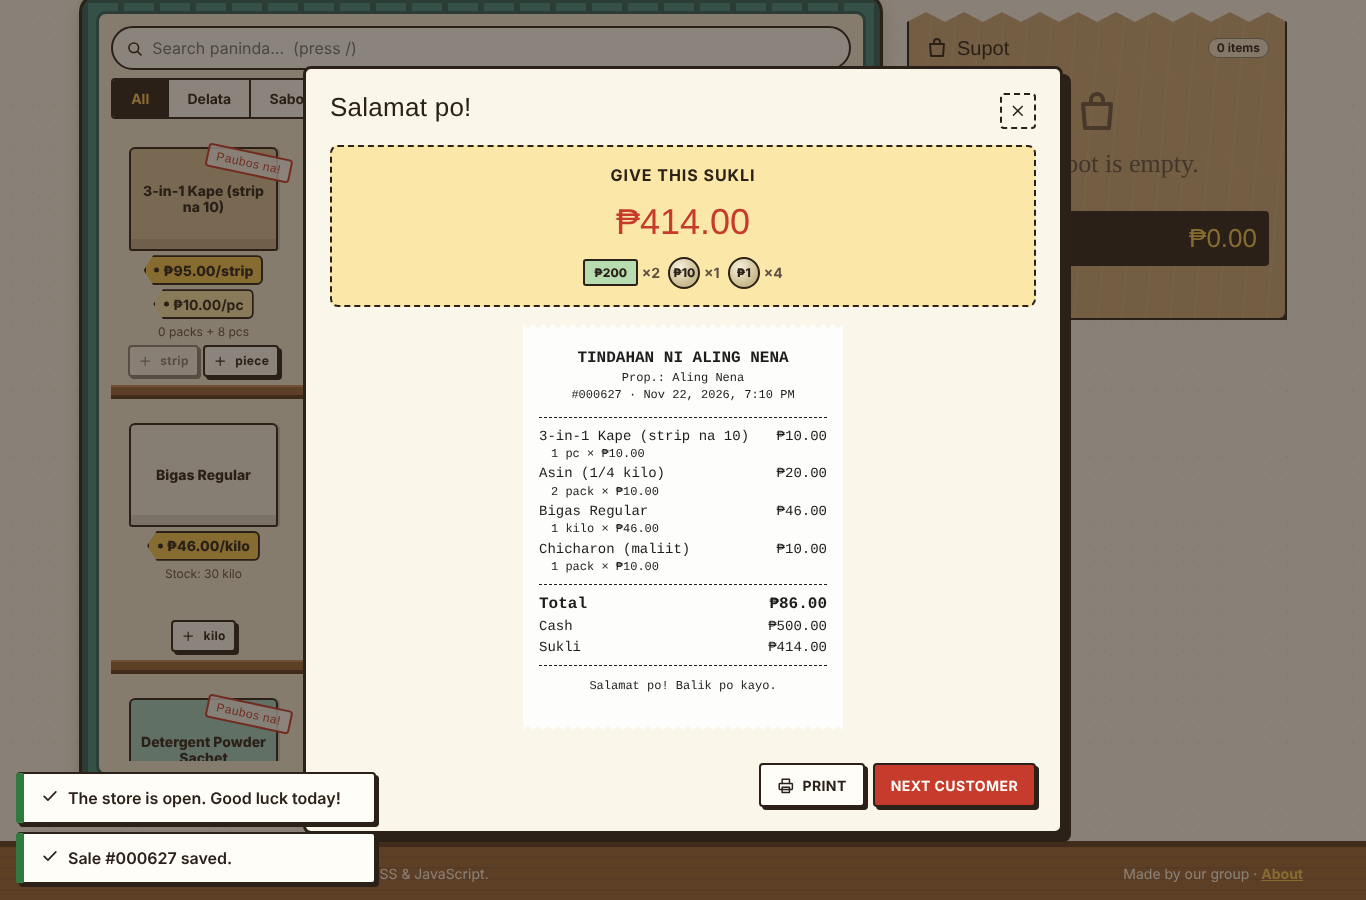 Search paninda... (press /)
Supot
0 items
All
Delata
Sabo
pot is empty.
₱0.00
Paubos na!
3-in-1 Kape (strip
na 10)
₱95.00/strip
₱10.00/pc
0 packs + 8 pcs
+ strip
+ piece
Bigas Regular
₱46.00/kilo
Stock: 30 kilo
+ kilo
Paubos na!
Detergent Powder
Sachet
Salamat po!
GIVE THIS SUKLI
₱414.00
₱200 ×2 ₱10 ×1 ₱1 ×4
TINDAHAN NI ALING NENA
Prop.: Aling Nena
#000627 · Nov 22, 2026, 7:10 PM
3-in-1 Kape (strip na 10) ₱10.00
1 pc × ₱10.00
Asin (1/4 kilo) ₱20.00
2 pack × ₱10.00
Bigas Regular ₱46.00
1 kilo × ₱46.00
Chicharon (maliit) ₱10.00
1 pack × ₱10.00
Total ₱86.00
Cash ₱500.00
Sukli ₱414.00
Salamat po! Balik po kayo.
PRINT
NEXT CUSTOMER
The store is open. Good luck today!
Sale #000627 saved.
SS & JavaScript.
Made by our group · About